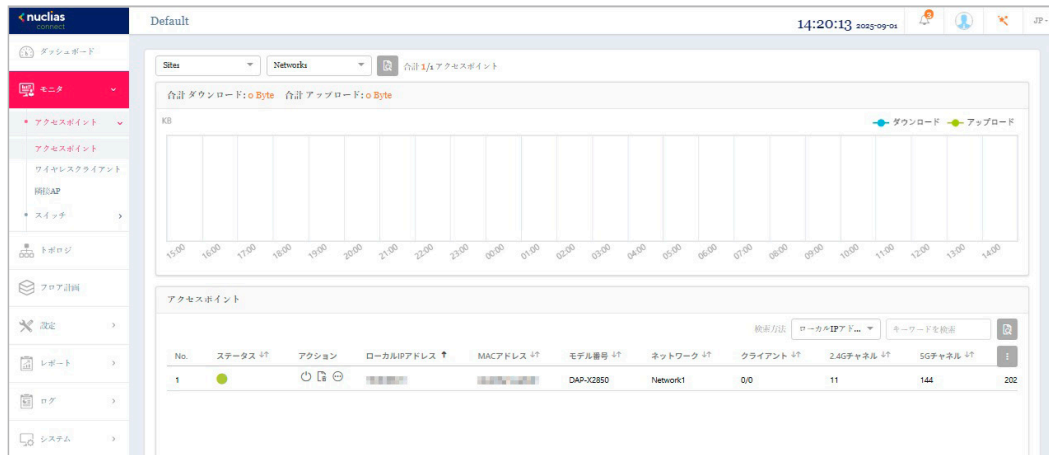 nuclias
connect
Default
14:20:13 2025-09-01
3
JP
ダッシュボード
モニタ
アクセスポイント
アクセスポイント
ワイヤレスクライアント
隣接AP
スイッチ
トポロジ
フロア計画
設定
レポート
ログ
システム
Sites
Networks
合計 1/1 アクセスポイント
合計 ダウンロード: 0 Byte 合計 アップロード: 0 Byte
KB
ダウンロード アップロード
15:00 16:00 17:00 18:00 19:00 20:00 21:00 22:00 23:00 00:00 01:00 02:00 03:00 04:00 05:00 06:00 07:00 08:00 09:00 10:00 11:00 12:00 13:00 14:00
アクセスポイント
検索方法 ローカルIPアド... キーワードを検索
No. ステータス アクション ローカルIPアドレス MACアドレス モデル番号 ネットワーク クライアント 2.4Gチャネル 5Gチャネル
1 DAP-X2850 Network1 0/0 11 144 202